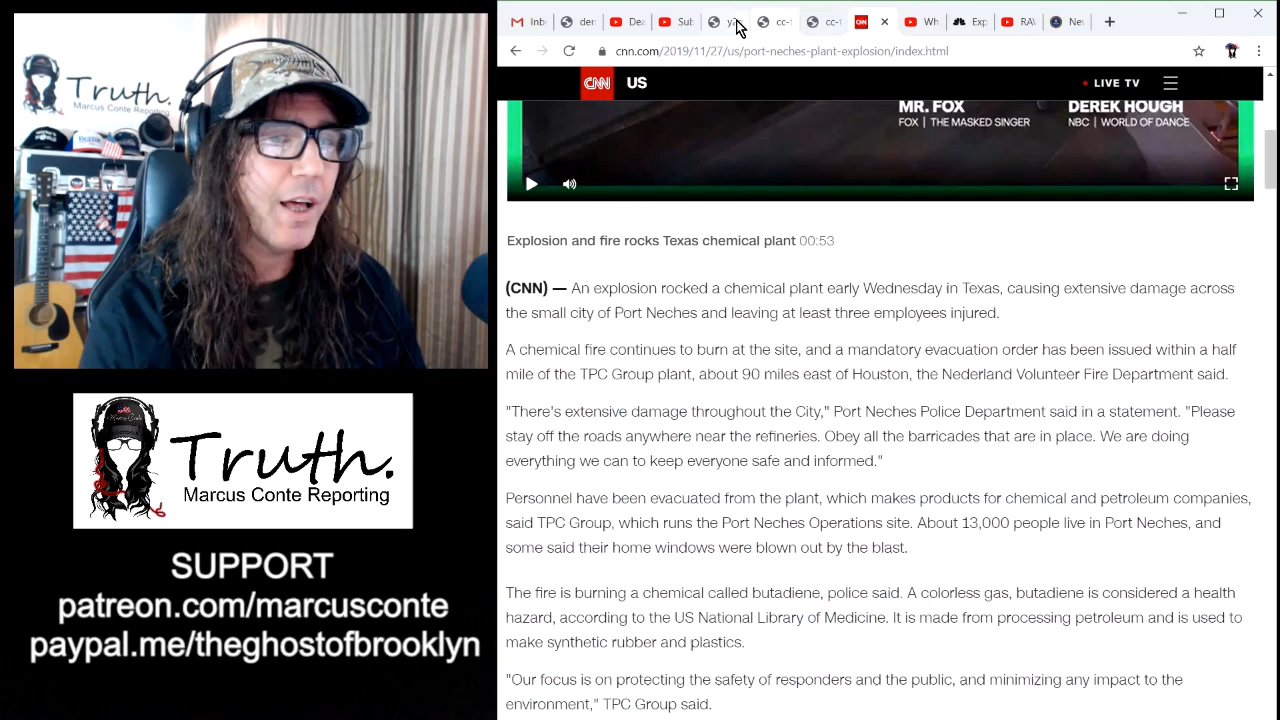 Truth.
Marcus Conte Reporting
Truth.
Marcus Conte Reporting
SUPPORT
patreon.com/marcusconte
paypal.me/theghostofbrooklyn
Inb
der
Dea
Sub
cc-
cc-
Wh
Exp
RAV
Nev
cnn.com/2019/11/27/us/port-neches-plant-explosion/index.html
CNN US
LIVE TV
MR. FOX
FOX | THE MASKED SINGER
DEREK HOUGH
NBC | WORLD OF DANCE
Explosion and fire rocks Texas chemical plant 00:53
(CNN) — An explosion rocked a chemical plant early Wednesday in Texas, causing extensive damage across
the small city of Port Neches and leaving at least three employees injured.
A chemical fire continues to burn at the site, and a mandatory evacuation order has been issued within a half
mile of the TPC Group plant, about 90 miles east of Houston, the Nederland Volunteer Fire Department said.
"There's extensive damage throughout the City," Port Neches Police Department said in a statement. "Please
stay off the roads anywhere near the refineries. Obey all the barricades that are in place. We are doing
everything we can to keep everyone safe and informed."
Personnel have been evacuated from the plant, which makes products for chemical and petroleum companies,
said TPC Group, which runs the Port Neches Operations site. About 13,000 people live in Port Neches, and
some said their home windows were blown out by the blast.
The fire is burning a chemical called butadiene, police said. A colorless gas, butadiene is considered a health
hazard, according to the US National Library of Medicine. It is made from processing petroleum and is used to
make synthetic rubber and plastics.
"Our focus is on protecting the safety of responders and the public, and minimizing any impact to the
environment," TPC Group said.